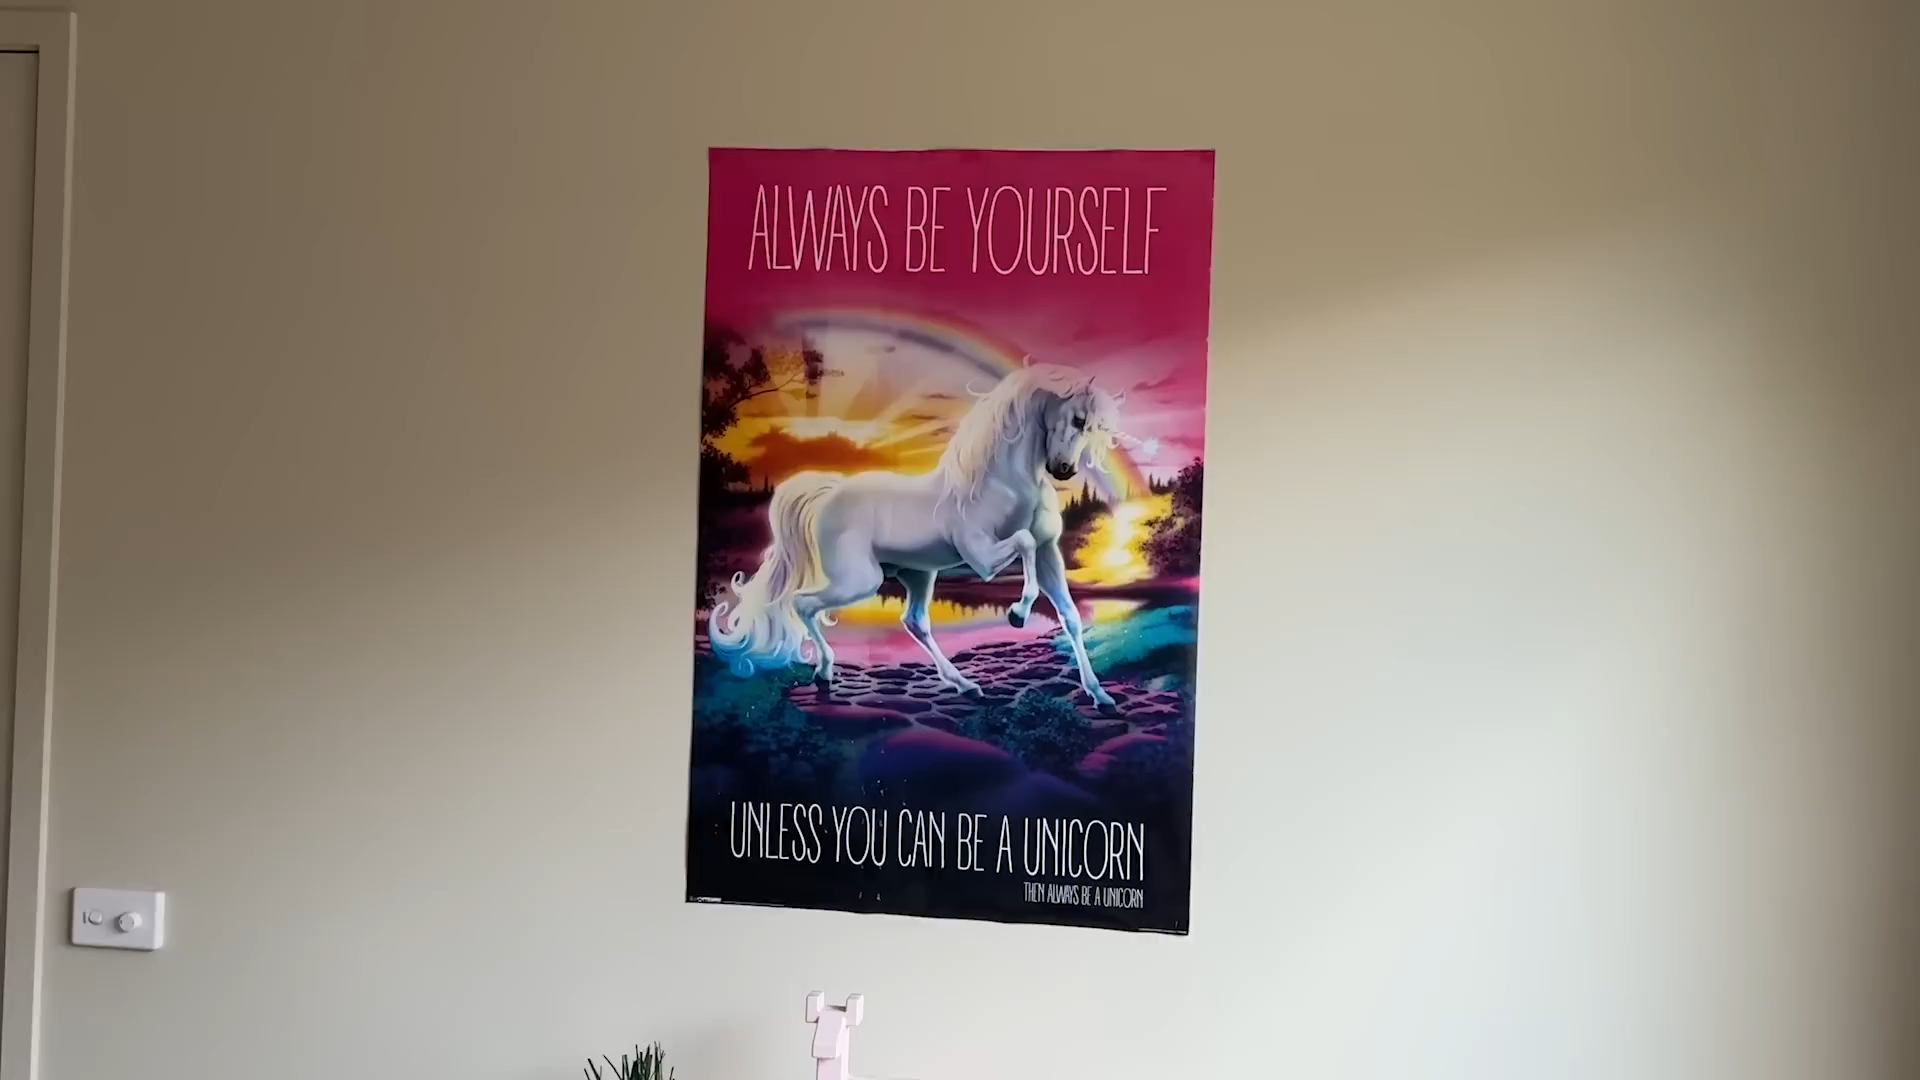 ALWAYS BE YOURSELF
UNLESS YOU CAN BE A UNICORN
THEN ALWAYS BE A UNICORN